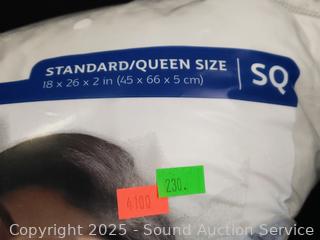 STANDARD/QUEEN SIZE
18 x 26 x 2 in (45 x 66 x 5 cm)
SQ
230.
4100
Copyright 2025 - Sound Auction Service